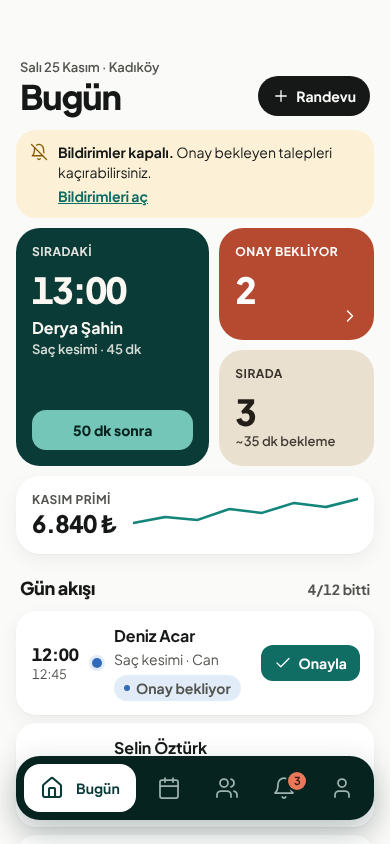 Salı 25 Kasım · Kadıköy
Bugün
Randevu
Bildirimler kapalı. Onay bekleyen talepleri
kaçırabilirsiniz.
Bildirimleri aç
SIRADAKİ
13:00
Derya Şahin
Saç kesimi · 45 dk
50 dk sonra
ONAY BEKLİYOR
2
SIRADA
3
~35 dk bekleme
KASIM PRİMİ
6.840 ₺
Gün akışı
4/12 bitti
12:00
12:45
Deniz Acar
Saç kesimi · Can
Onay bekliyor
Onayla
Selin Öztürk
Bugün
3